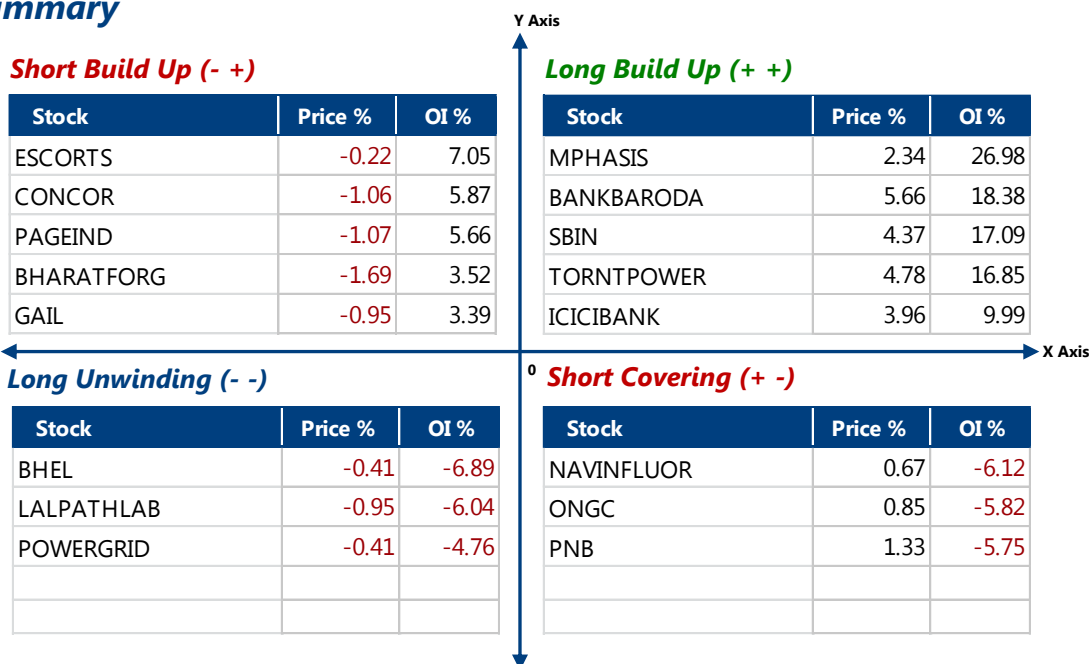 Y Axis
Short Build Up (- +)
Stock Price % OI %
ESCORTS -0.22 7.05
CONCOR -1.06 5.87
PAGEIND -1.07 5.66
BHARATFORG -1.69 3.52
GAIL -0.95 3.39
Long Build Up (+ +)
Stock Price % OI %
MPHASIS 2.34 26.98
BANKBARODA 5.66 18.38
SBIN 4.37 17.09
TORNTPOWER 4.78 16.85
ICICIBANK 3.96 9.99
X Axis
0
Long Unwinding (- -)
Stock Price % OI %
BHEL -0.41 -6.89
LALPATHLAB -0.95 -6.04
POWERGRID -0.41 -4.76
Short Covering (+ -)
Stock Price % OI %
NAVINFLUOR 0.67 -6.12
ONGC 0.85 -5.82
PNB 1.33 -5.75